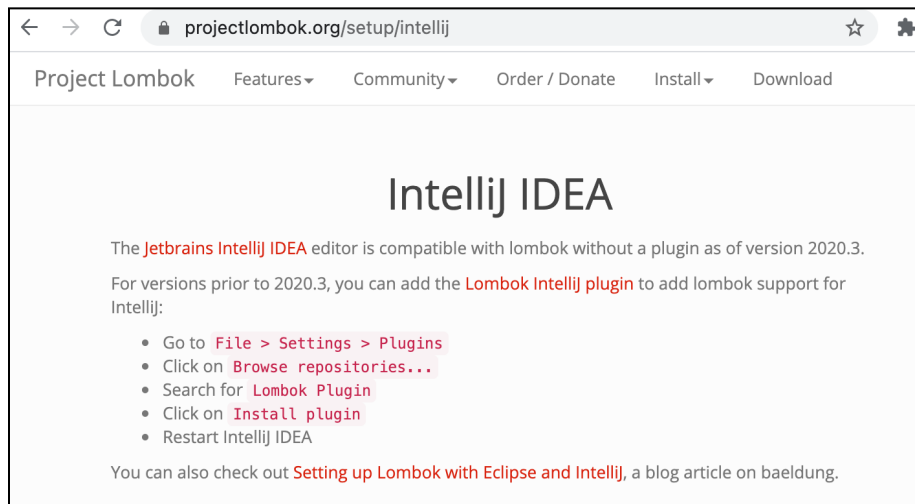 projectlombok.org/setup/intellij
Project Lombok Features Community Order / Donate Install Download
IntelliJ IDEA
The Jetbrains IntelliJ IDEA editor is compatible with lombok without a plugin as of version 2020.3.
For versions prior to 2020.3, you can add the Lombok IntelliJ plugin to add lombok support for
IntelliJ:
• Go to File > Settings > Plugins
• Click on Browse repositories...
• Search for Lombok Plugin
• Click on Install plugin
• Restart IntelliJ IDEA
You can also check out Setting up Lombok with Eclipse and IntelliJ, a blog article on baeldung.